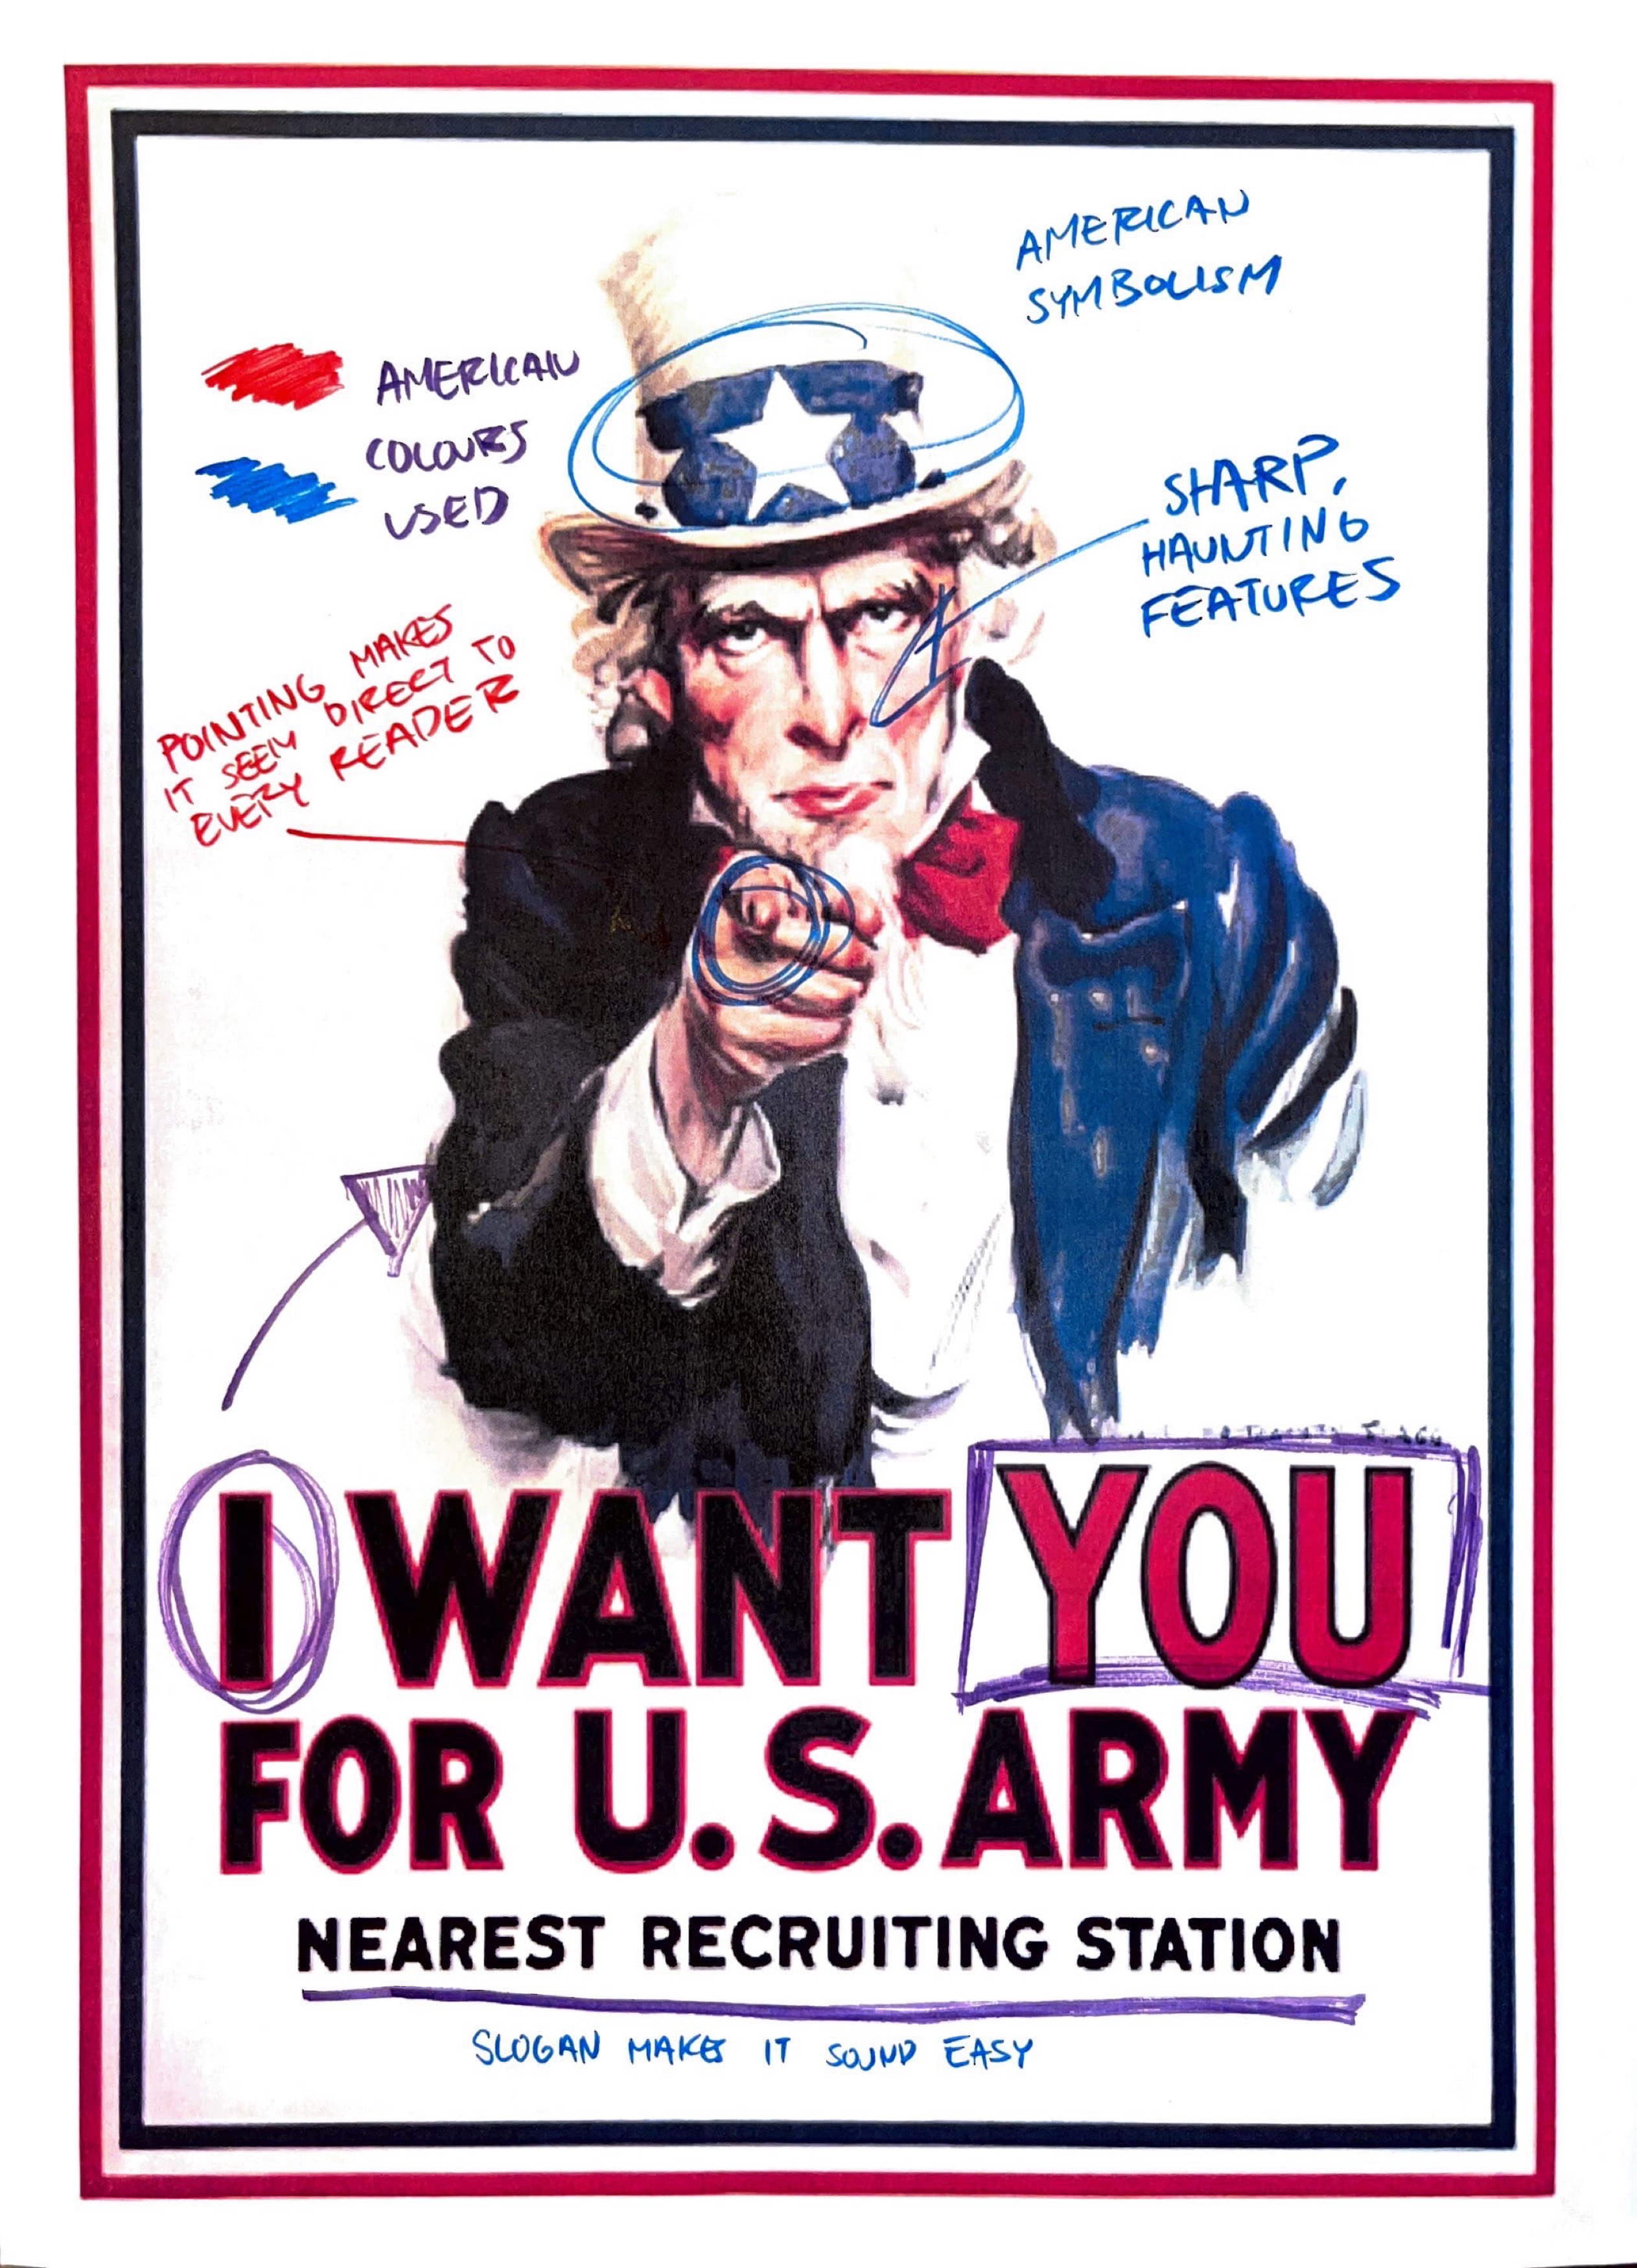 AMERICAN
SYMBOLISM
AMERICAN
COLOURS
USED
SHARP,
HAUNTING
FEATURES
POINTING MAKES
IT SEEM DIRECT TO
EVERY READER
I WANT YOU
FOR U.S. ARMY
NEAREST RECRUITING STATION
SLOGAN MAKES IT SOUND EASY